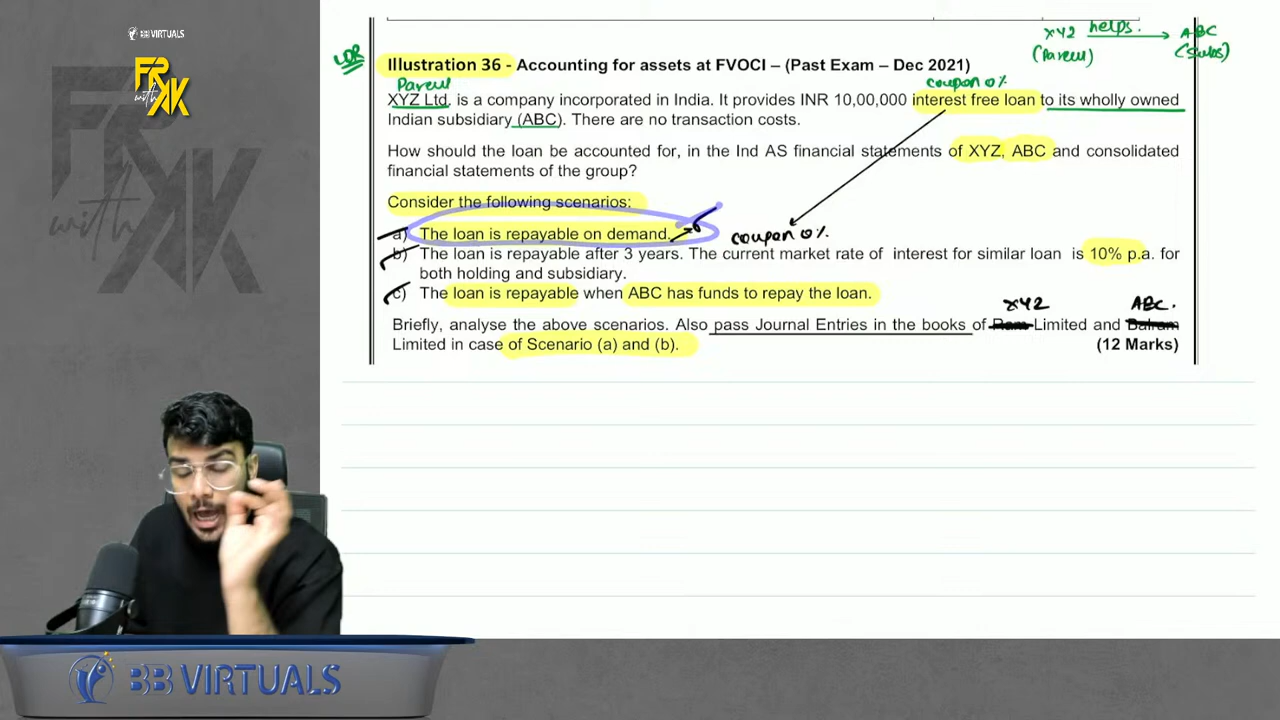 BB VIRTUALS
FR
with
AK
FR
with
AK
XYZ helps. ABC
(Parent) (Subs)
LDR
Illustration 36 - Accounting for assets at FVOCI – (Past Exam – Dec 2021)
Parent coupon 0%
XYZ Ltd. is a company incorporated in India. It provides INR 10,00,000 interest free loan to its wholly owned
Indian subsidiary (ABC). There are no transaction costs.
How should the loan be accounted for, in the Ind AS financial statements of XYZ, ABC and consolidated
financial statements of the group?
Consider the following scenarios:
a) The loan is repayable on demand.
coupon 0%.
b) The loan is repayable after 3 years. The current market rate of interest for similar loan is 10% p.a. for
both holding and subsidiary.
c) The loan is repayable when ABC has funds to repay the loan.
XYZ ABC.
Briefly, analyse the above scenarios. Also pass Journal Entries in the books of Ram Limited and Balram
Limited in case of Scenario (a) and (b). (12 Marks)
BB VIRTUALS